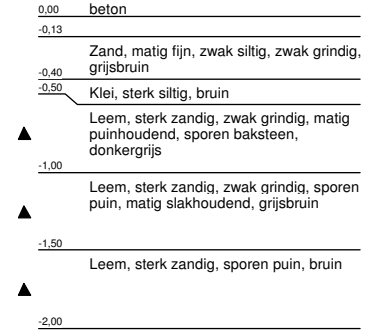 0,00 beton
-0,13
Zand, matig fijn, zwak siltig, zwak grindig,
grijsbruin
-0,40
-0,50 Klei, sterk siltig, bruin
Leem, sterk zandig, zwak grindig, matig
puinhoudend, sporen baksteen,
donkergrijs
-1,00
Leem, sterk zandig, zwak grindig, sporen
puin, matig slakhoudend, grijsbruin
-1,50
Leem, sterk zandig, sporen puin, bruin
-2,00